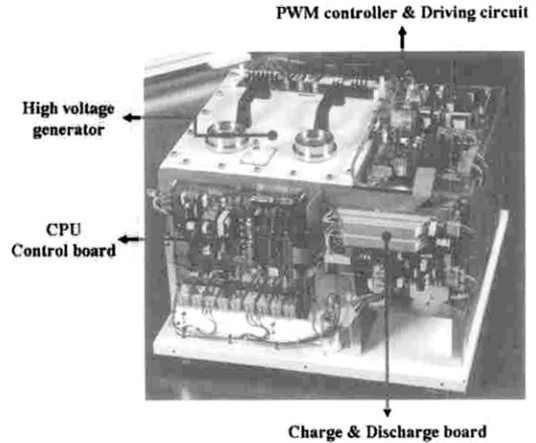 PWM controller & Driving circuit
High voltage
generator
CPU
Control board
Charge & Discharge board